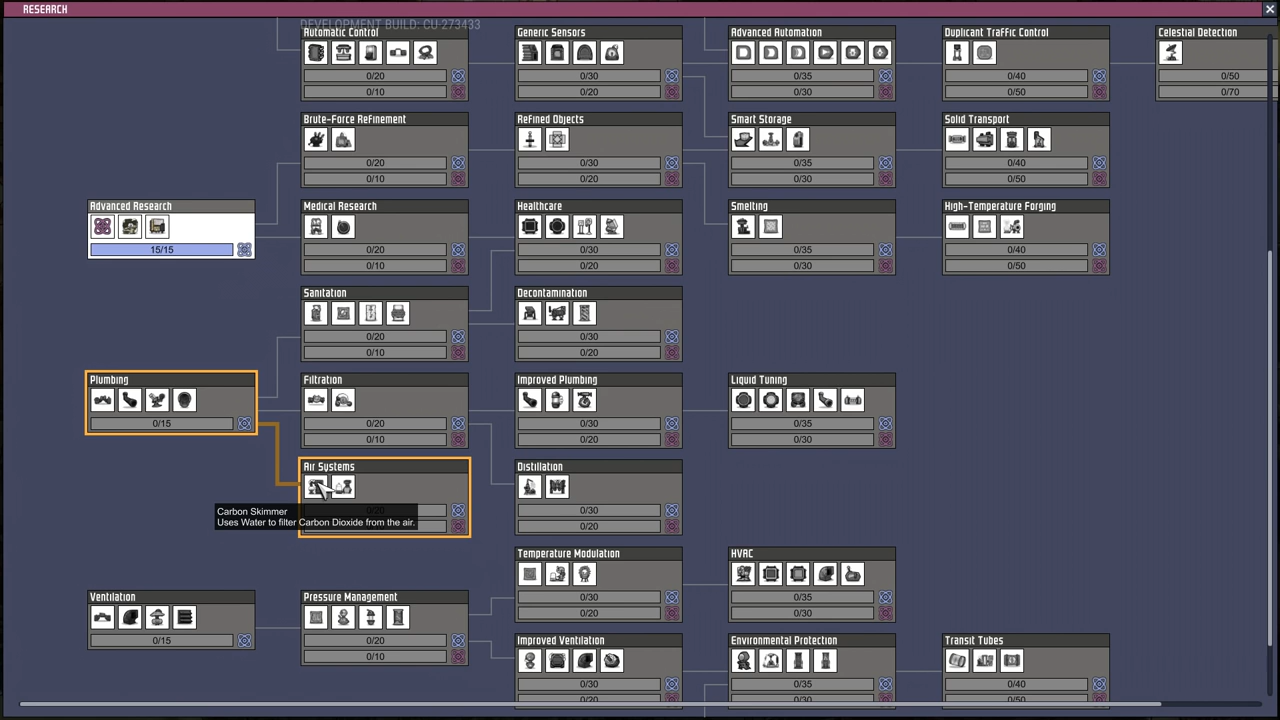 RESEARCH
DEVELOPMENT BUILD: CU-273433
Automatic Control
Generic Sensors
Advanced Automation
Duplicant Traffic Control
Celestial Detection
0/20
0/30
0/35
0/40
0/50
0/10
0/20
0/30
0/50
0/70
Brute-Force Refinement
Refined Objects
Smart Storage
Solid Transport
0/20
0/30
0/35
0/40
0/10
0/20
0/30
0/50
Advanced Research
Medical Research
Healthcare
Smelting
High-Temperature Forging
15/15
0/20
0/30
0/35
0/40
0/10
0/20
0/30
0/50
Sanitation
Decontamination
0/20
0/30
0/10
0/20
Plumbing
Filtration
Improved Plumbing
Liquid Tuning
0/15
0/20
0/30
0/35
0/10
0/20
0/30
Air Systems
Distillation
Carbon Skimmer
Uses Water to filter Carbon Dioxide from the air.
0/20
0/30
0/20
Temperature Modulation
HVAC
0/30
0/35
0/20
0/30
Ventilation
Pressure Management
0/15
0/20
0/10
Improved Ventilation
Environmental Protection
Transit Tubes
0/30
0/35
0/40
0/20
0/30
0/50